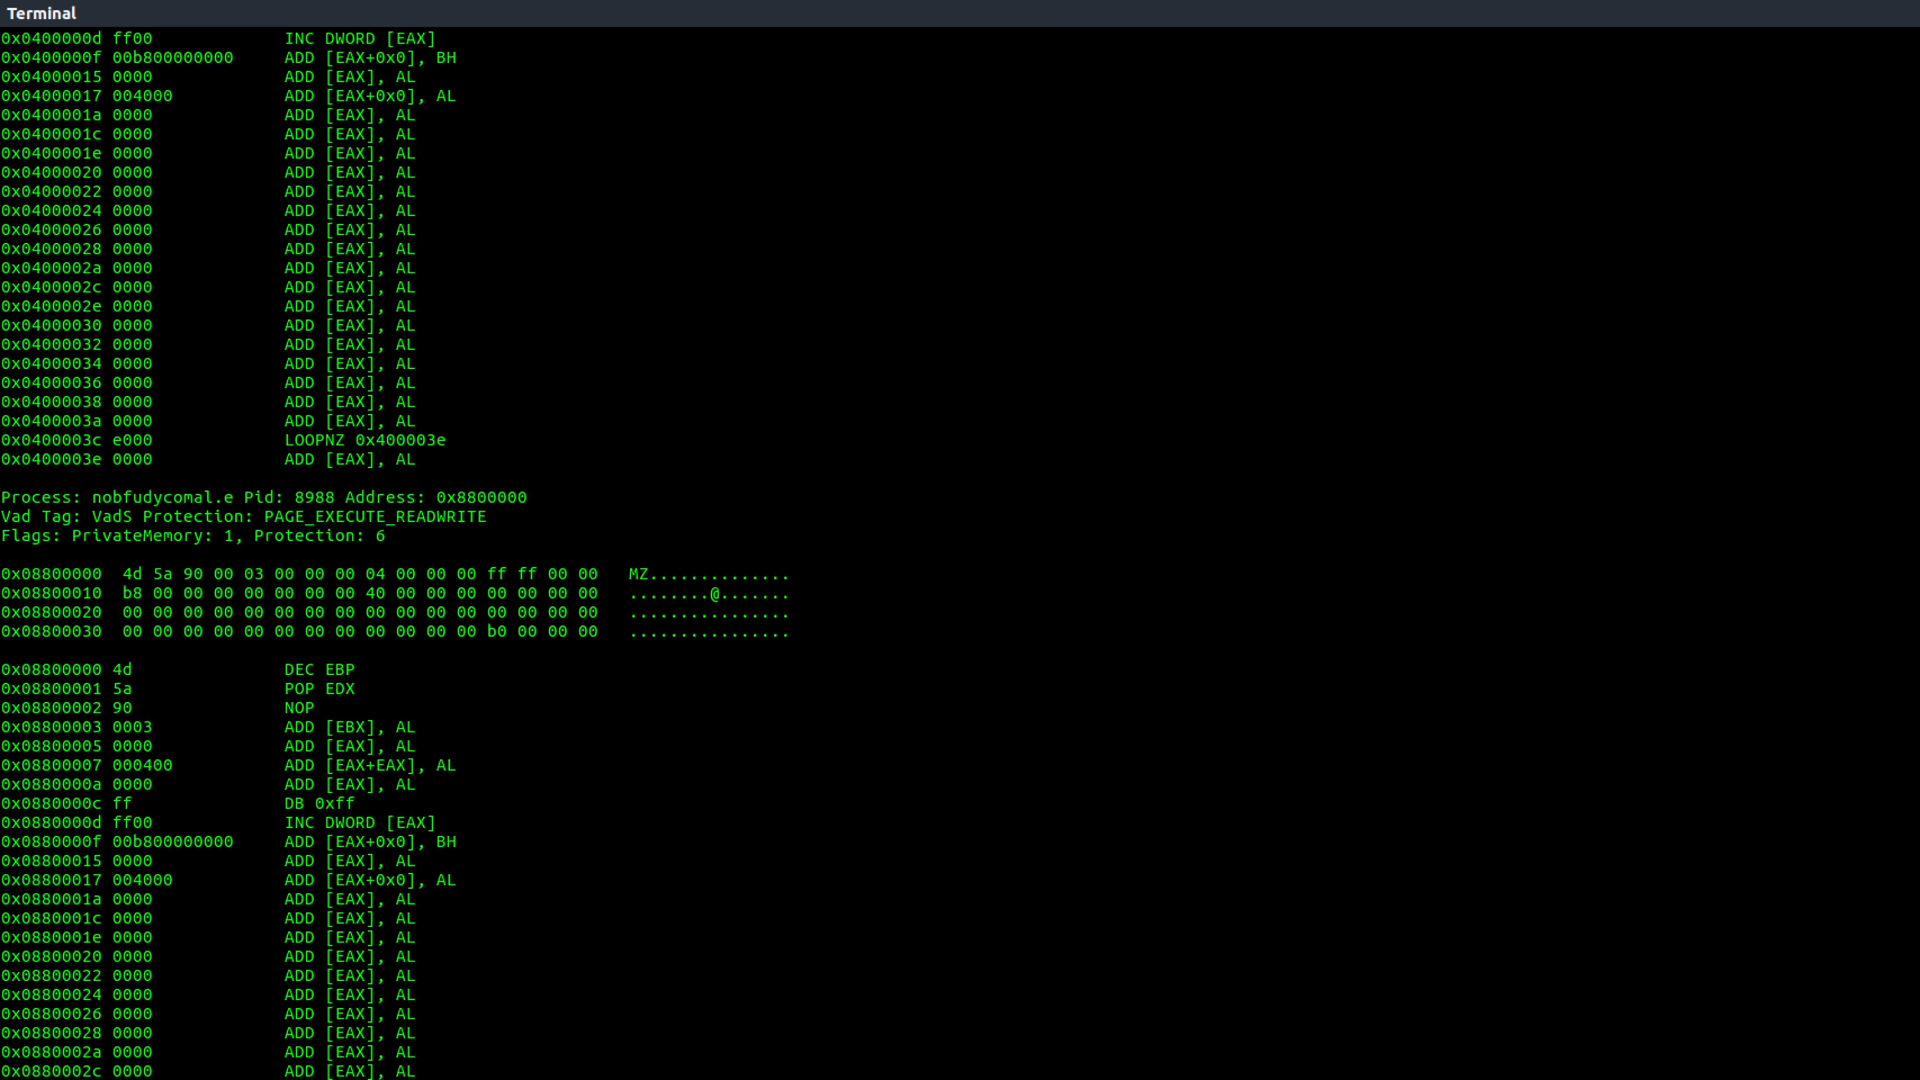 Terminal
0x0400000d ff00             INC DWORD [EAX]
0x0400000f 00b800000000     ADD [EAX+0x0], BH
0x04000015 0000             ADD [EAX], AL
0x04000017 004000           ADD [EAX+0x0], AL
0x0400001a 0000             ADD [EAX], AL
0x0400001c 0000             ADD [EAX], AL
0x0400001e 0000             ADD [EAX], AL
0x04000020 0000             ADD [EAX], AL
0x04000022 0000             ADD [EAX], AL
0x04000024 0000             ADD [EAX], AL
0x04000026 0000             ADD [EAX], AL
0x04000028 0000             ADD [EAX], AL
0x0400002a 0000             ADD [EAX], AL
0x0400002c 0000             ADD [EAX], AL
0x0400002e 0000             ADD [EAX], AL
0x04000030 0000             ADD [EAX], AL
0x04000032 0000             ADD [EAX], AL
0x04000034 0000             ADD [EAX], AL
0x04000036 0000             ADD [EAX], AL
0x04000038 0000             ADD [EAX], AL
0x0400003a 0000             ADD [EAX], AL
0x0400003c e000             LOOPNZ 0x400003e
0x0400003e 0000             ADD [EAX], AL
Process: nobfudycomal.e Pid: 8988 Address: 0x8800000
Vad Tag: VadS Protection: PAGE_EXECUTE_READWRITE
Flags: PrivateMemory: 1, Protection: 6
0x08800000  4d 5a 90 00 03 00 00 00 04 00 00 00 ff ff 00 00   MZ..............
0x08800010  b8 00 00 00 00 00 00 00 40 00 00 00 00 00 00 00   ........@.......
0x08800020  00 00 00 00 00 00 00 00 00 00 00 00 00 00 00 00   ................
0x08800030  00 00 00 00 00 00 00 00 00 00 00 00 b0 00 00 00   ................
0x08800000 4d               DEC EBP
0x08800001 5a               POP EDX
0x08800002 90               NOP
0x08800003 0003             ADD [EBX], AL
0x08800005 0000             ADD [EAX], AL
0x08800007 000400           ADD [EAX+EAX], AL
0x0880000a 0000             ADD [EAX], AL
0x0880000c ff               DB 0xff
0x0880000d ff00             INC DWORD [EAX]
0x0880000f 00b800000000     ADD [EAX+0x0], BH
0x08800015 0000             ADD [EAX], AL
0x08800017 004000           ADD [EAX+0x0], AL
0x0880001a 0000             ADD [EAX], AL
0x0880001c 0000             ADD [EAX], AL
0x0880001e 0000             ADD [EAX], AL
0x08800020 0000             ADD [EAX], AL
0x08800022 0000             ADD [EAX], AL
0x08800024 0000             ADD [EAX], AL
0x08800026 0000             ADD [EAX], AL
0x08800028 0000             ADD [EAX], AL
0x0880002a 0000             ADD [EAX], AL
0x0880002c 0000             ADD [EAX], AL